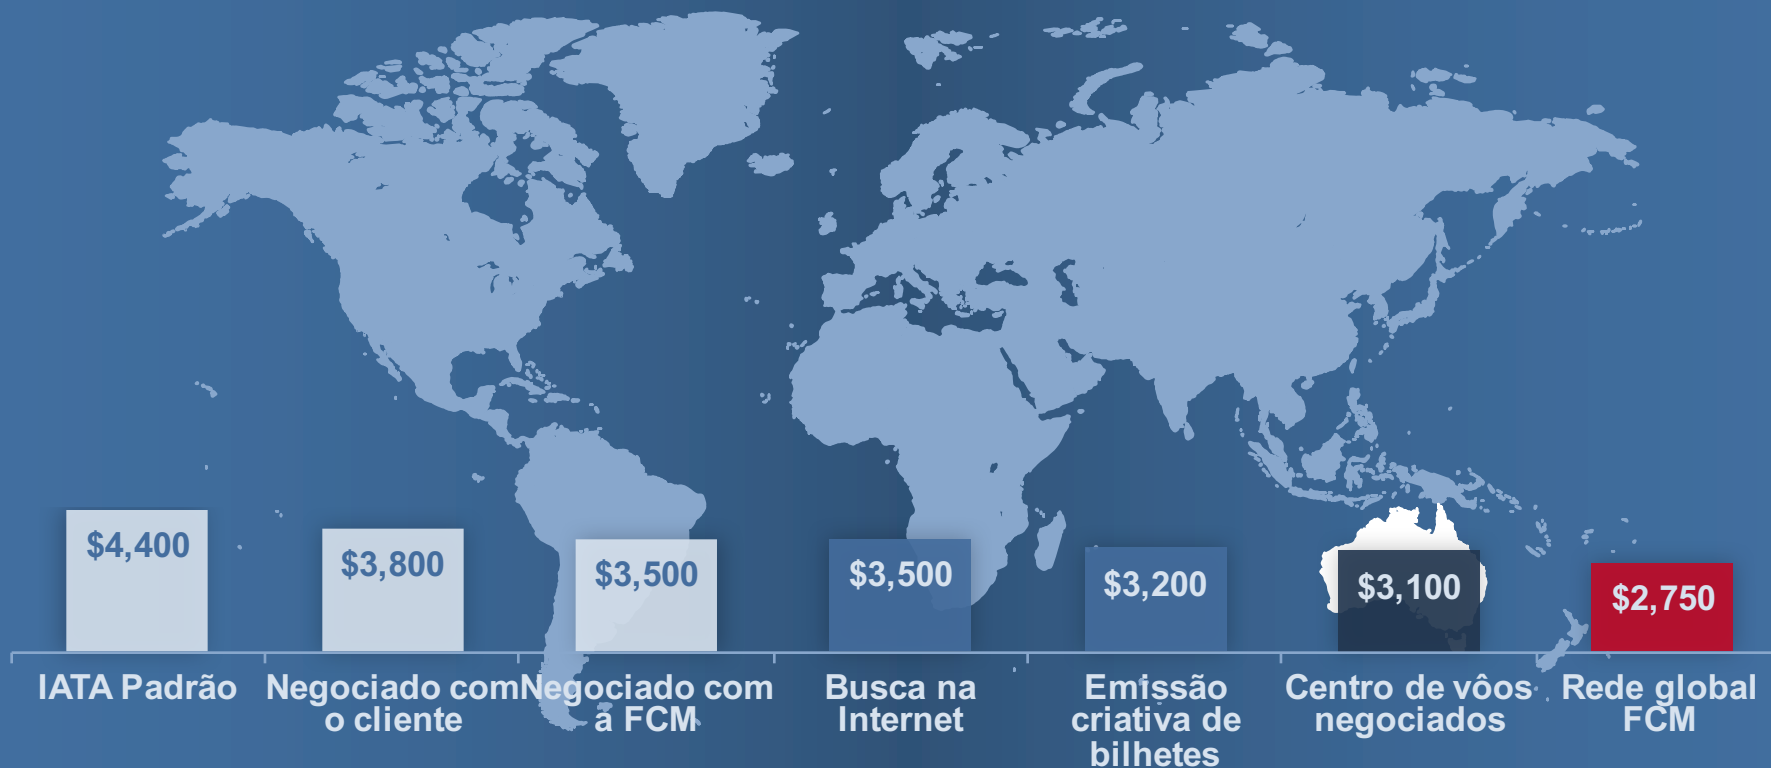 $4,400
$3,800
$3,500
$3,500
$3,200
$3,100
$2,750
IATA Padrão
Negociado com
o cliente
Negociado com
a FCM
Busca na
Internet
Emissão
criativa de
bilhetes
Centro de vôos
negociados
Rede global
FCM